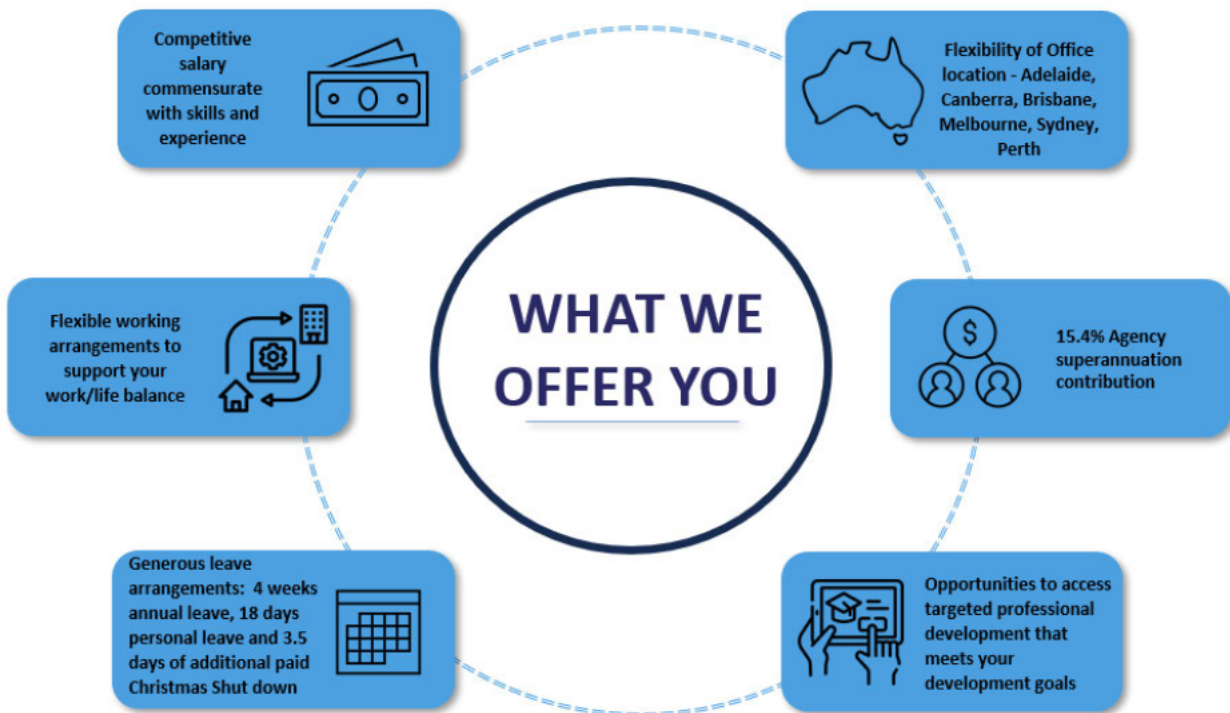 Competitive
salary
commensurate
with skills and
experience
Flexibility of Office
location - Adelaide,
Canberra, Brisbane,
Melbourne, Sydney,
Perth
WHAT WE
OFFER YOU
Flexible working
arrangements to
support your
work/life balance
$
15.4% Agency
superannuation
contribution
Generous leave
arrangements: 4 weeks
annual leave, 18 days
personal leave and 3.5
days of additional paid
Christmas Shut down
Opportunities to access
targeted professional
development that
meets your
development goals